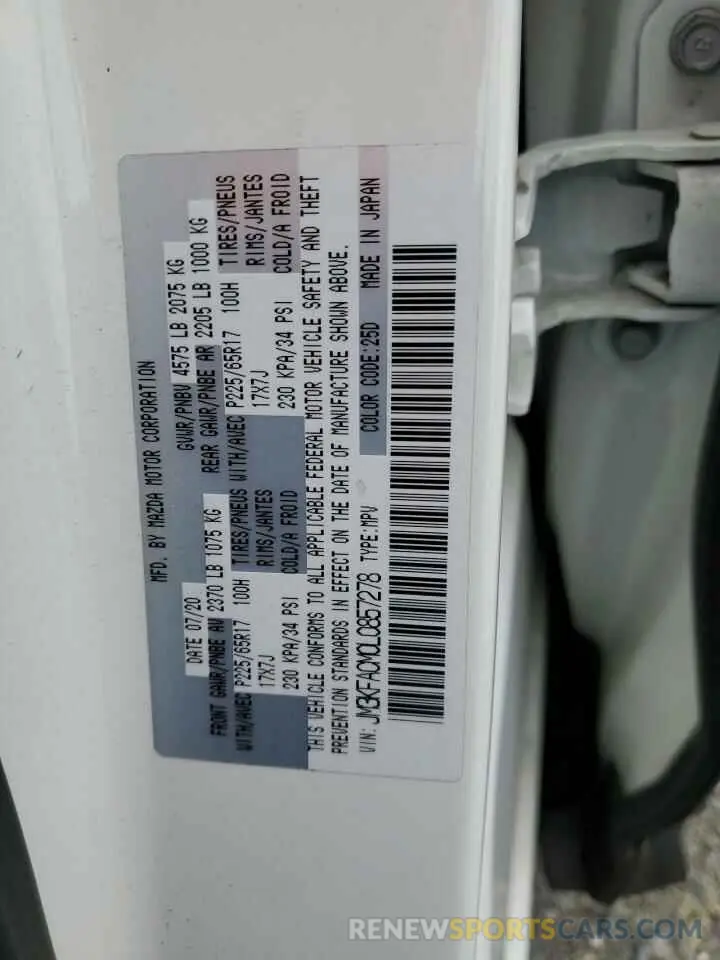 MFD. BY MAZDA MOTOR CORPORATION
DATE 07/20 GVWR/PNBV 4575 LB 2075 KG
FRONT GAWR/PNBE AV 2370 LB 1075 KG REAR GAWR/PNBE AR 2205 LB 1000 KG
WITH/AVEC P225/65R17 100H TIRES/PNEUS WITH/AVEC P225/65R17 100H TIRES/PNEUS
17X7J RIMS/JANTES 17X7J RIMS/JANTES
230 KPA/34 PSI COLD/A FROID 230 KPA/34 PSI COLD/A FROID
THIS VEHICLE CONFORMS TO ALL APPLICABLE FEDERAL MOTOR VEHICLE SAFETY AND THEFT
PREVENTION STANDARDS IN EFFECT ON THE DATE OF MANUFACTURE SHOWN ABOVE.
VIN: JM3KFACM0L0857278 TYPE:MPV COLOR CODE:25D MADE IN JAPAN
RENEWSPORTSCARS.COM